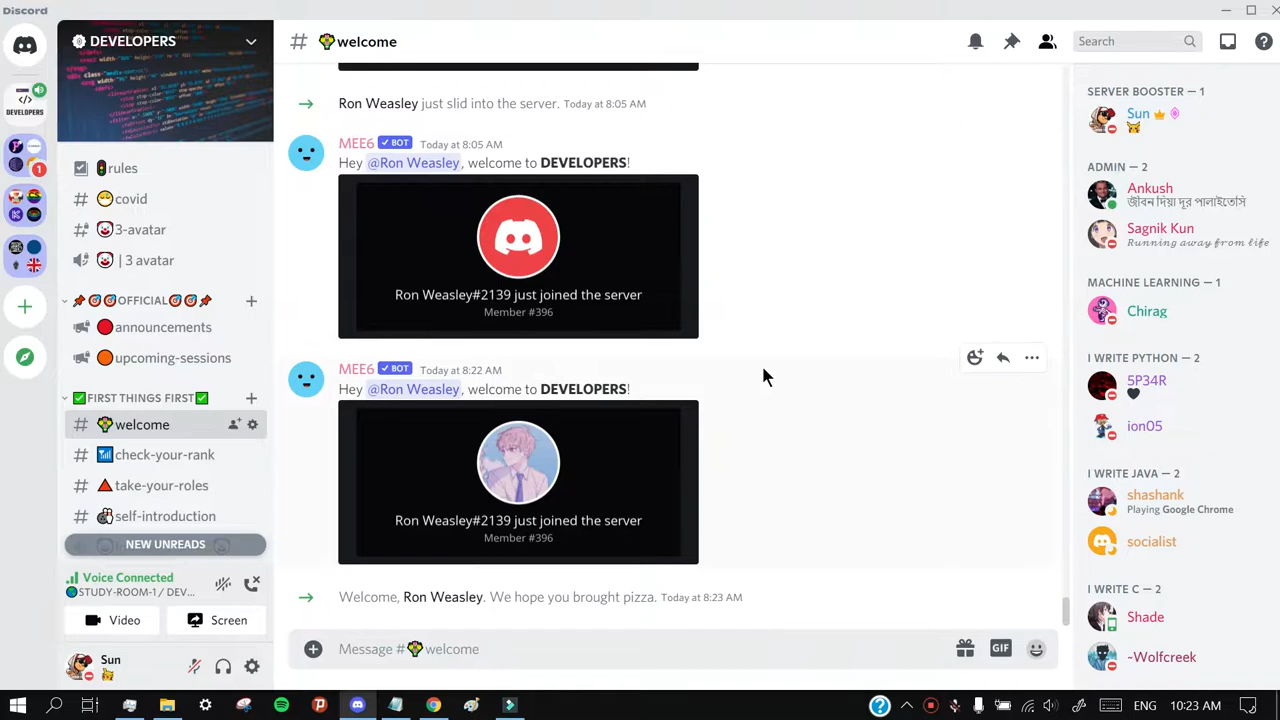 Discord
DEVELOPERS
1
DEVELOPERS
rules
covid
3-avatar
| 3 avatar
OFFICIAL
announcements
upcoming-sessions
FIRST THINGS FIRST
welcome
check-your-rank
take-your-roles
self-introduction
NEW UNREADS
Voice Connected
STUDY-ROOM-1/ DEV...
Video
Screen
Sun
# welcome
Search
Ron Weasley just slid into the server. Today at 8:05 AM
MEE6 ✓ BOT Today at 8:05 AM
Hey @Ron Weasley, welcome to DEVELOPERS!
Ron Weasley#2139 just joined the server
Member #396
MEE6 ✓ BOT Today at 8:22 AM
Hey @Ron Weasley, welcome to DEVELOPERS!
Ron Weasley#2139 just joined the server
Member #396
Welcome, Ron Weasley. We hope you brought pizza. Today at 8:23 AM
Message # welcome
GIF
SERVER BOOSTER — 1
Sun
ADMIN — 2
Ankush
জীবন দিয়া দূর পালাইতেসি
Sagnik Kun
Running away from life
MACHINE LEARNING — 1
Chirag
I WRITE PYTHON — 2
5P34R
ion05
I WRITE JAVA — 2
shashank
Playing Google Chrome
socialist
I WRITE C — 2
Shade
~Wolfcreek
ENG 10:23 AM